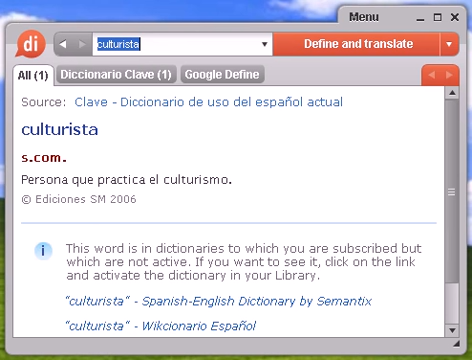 Menu
di
culturista
Define and translate
All (1)
Diccionario Clave (1)
Google Define
Source: Clave - Diccionario de uso del español actual
culturista
s.com.
Persona que practica el culturismo.
© Ediciones SM 2006
i
This word is in dictionaries to which you are subscribed but
which are not active. If you want to see it, click on the link
and activate the dictionary in your Library.
"culturista" - Spanish-English Dictionary by Semantix
"culturista" - Wikcionario Español